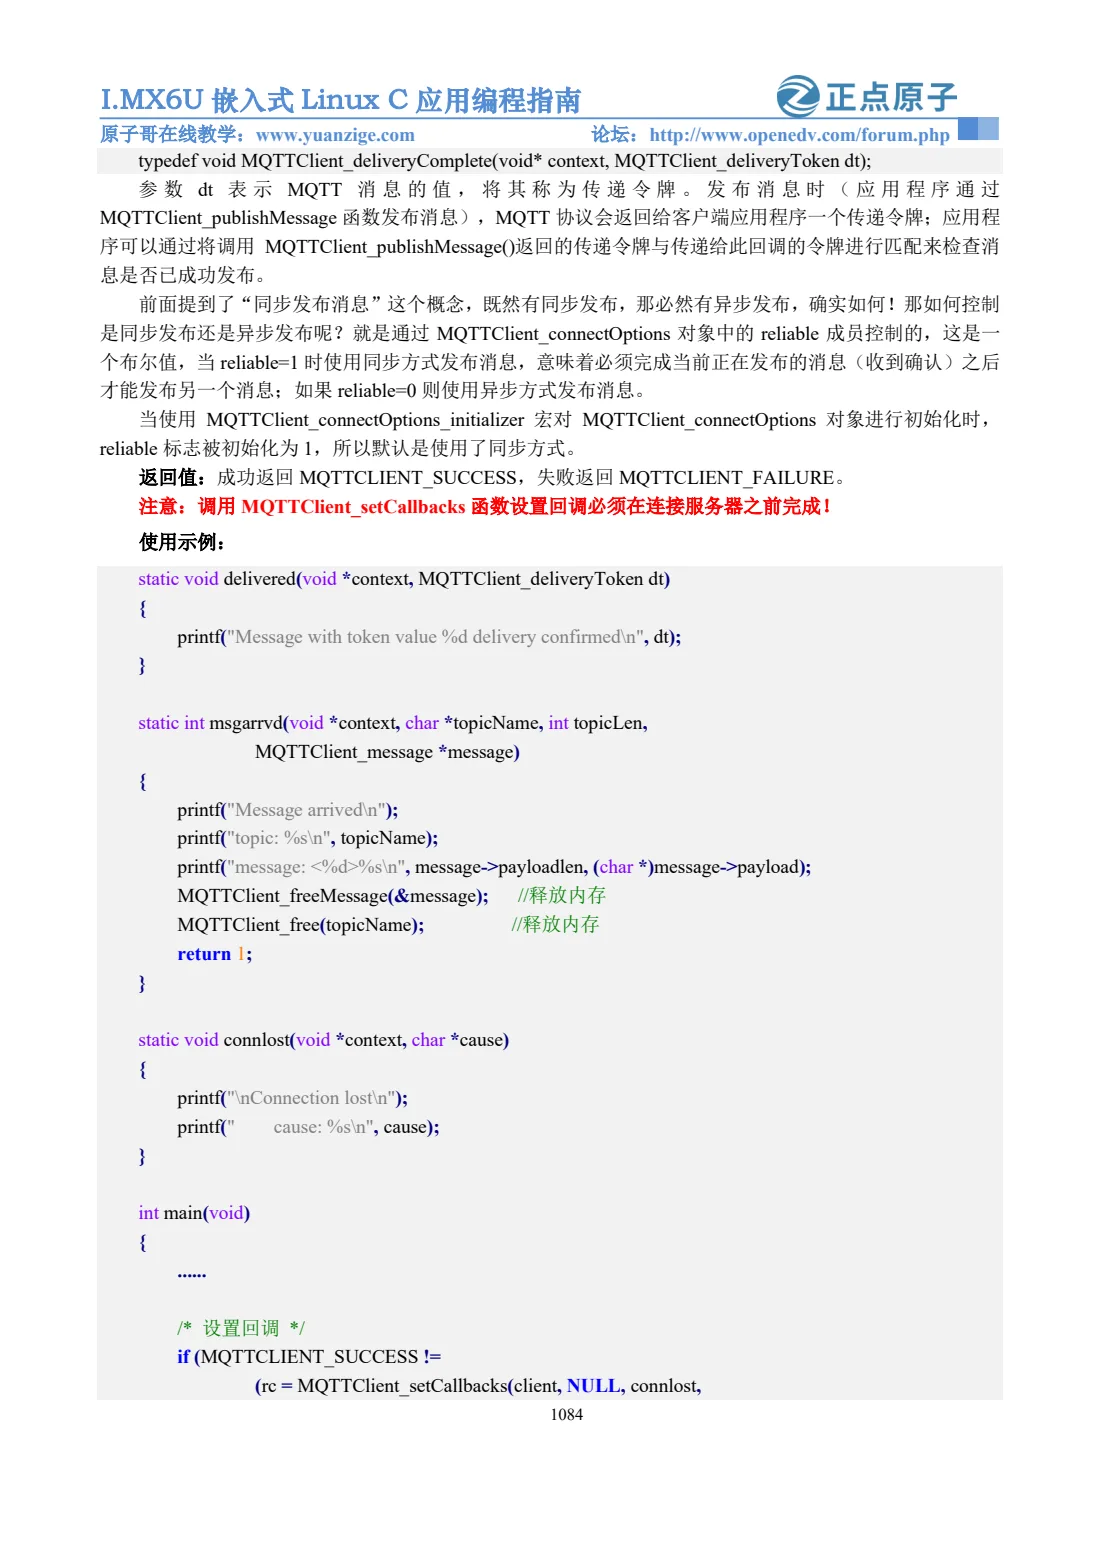 I.MX6U 嵌入式 Linux C 应用编程指南
正点原子
原子哥在线教学：www.yuanzige.com 论坛：http://www.openedv.com/forum.php
typedef void MQTTClient_deliveryComplete(void* context, MQTTClient_deliveryToken dt);
参数 dt 表示 MQTT 消息的值，将其称为传递令牌。发布消息时（应用程序通过
MQTTClient_publishMessage 函数发布消息），MQTT 协议会返回给客户端应用程序一个传递令牌；应用程
序可以通过将调用 MQTTClient_publishMessage()返回的传递令牌与传递给此回调的令牌进行匹配来检查消
息是否已成功发布。
前面提到了“同步发布消息”这个概念，既然有同步发布，那必然有异步发布，确实如何！那如何控制
是同步发布还是异步发布呢？就是通过 MQTTClient_connectOptions 对象中的 reliable 成员控制的，这是一
个布尔值，当 reliable=1 时使用同步方式发布消息，意味着必须完成当前正在发布的消息（收到确认）之后
才能发布另一个消息；如果 reliable=0 则使用异步方式发布消息。
当使用 MQTTClient_connectOptions_initializer 宏对 MQTTClient_connectOptions 对象进行初始化时，
reliable 标志被初始化为 1，所以默认是使用了同步方式。
返回值：成功返回 MQTTCLIENT_SUCCESS，失败返回 MQTTCLIENT_FAILURE。
注意：调用 MQTTClient_setCallbacks 函数设置回调必须在连接服务器之前完成！
使用示例：
static void delivered(void *context, MQTTClient_deliveryToken dt)
{
printf("Message with token value %d delivery confirmed\n", dt);
}
static int msgarrvd(void *context, char *topicName, int topicLen,
MQTTClient_message *message)
{
printf("Message arrived\n");
printf("topic: %s\n", topicName);
printf("message: <%d>%s\n", message->payloadlen, (char *)message->payload);
MQTTClient_freeMessage(&message); //释放内存
MQTTClient_free(topicName); //释放内存
return 1;
}
static void connlost(void *context, char *cause)
{
printf("\nConnection lost\n");
printf(" cause: %s\n", cause);
}
int main(void)
{
......
/* 设置回调 */
if (MQTTCLIENT_SUCCESS !=
(rc = MQTTClient_setCallbacks(client, NULL, connlost,
1084